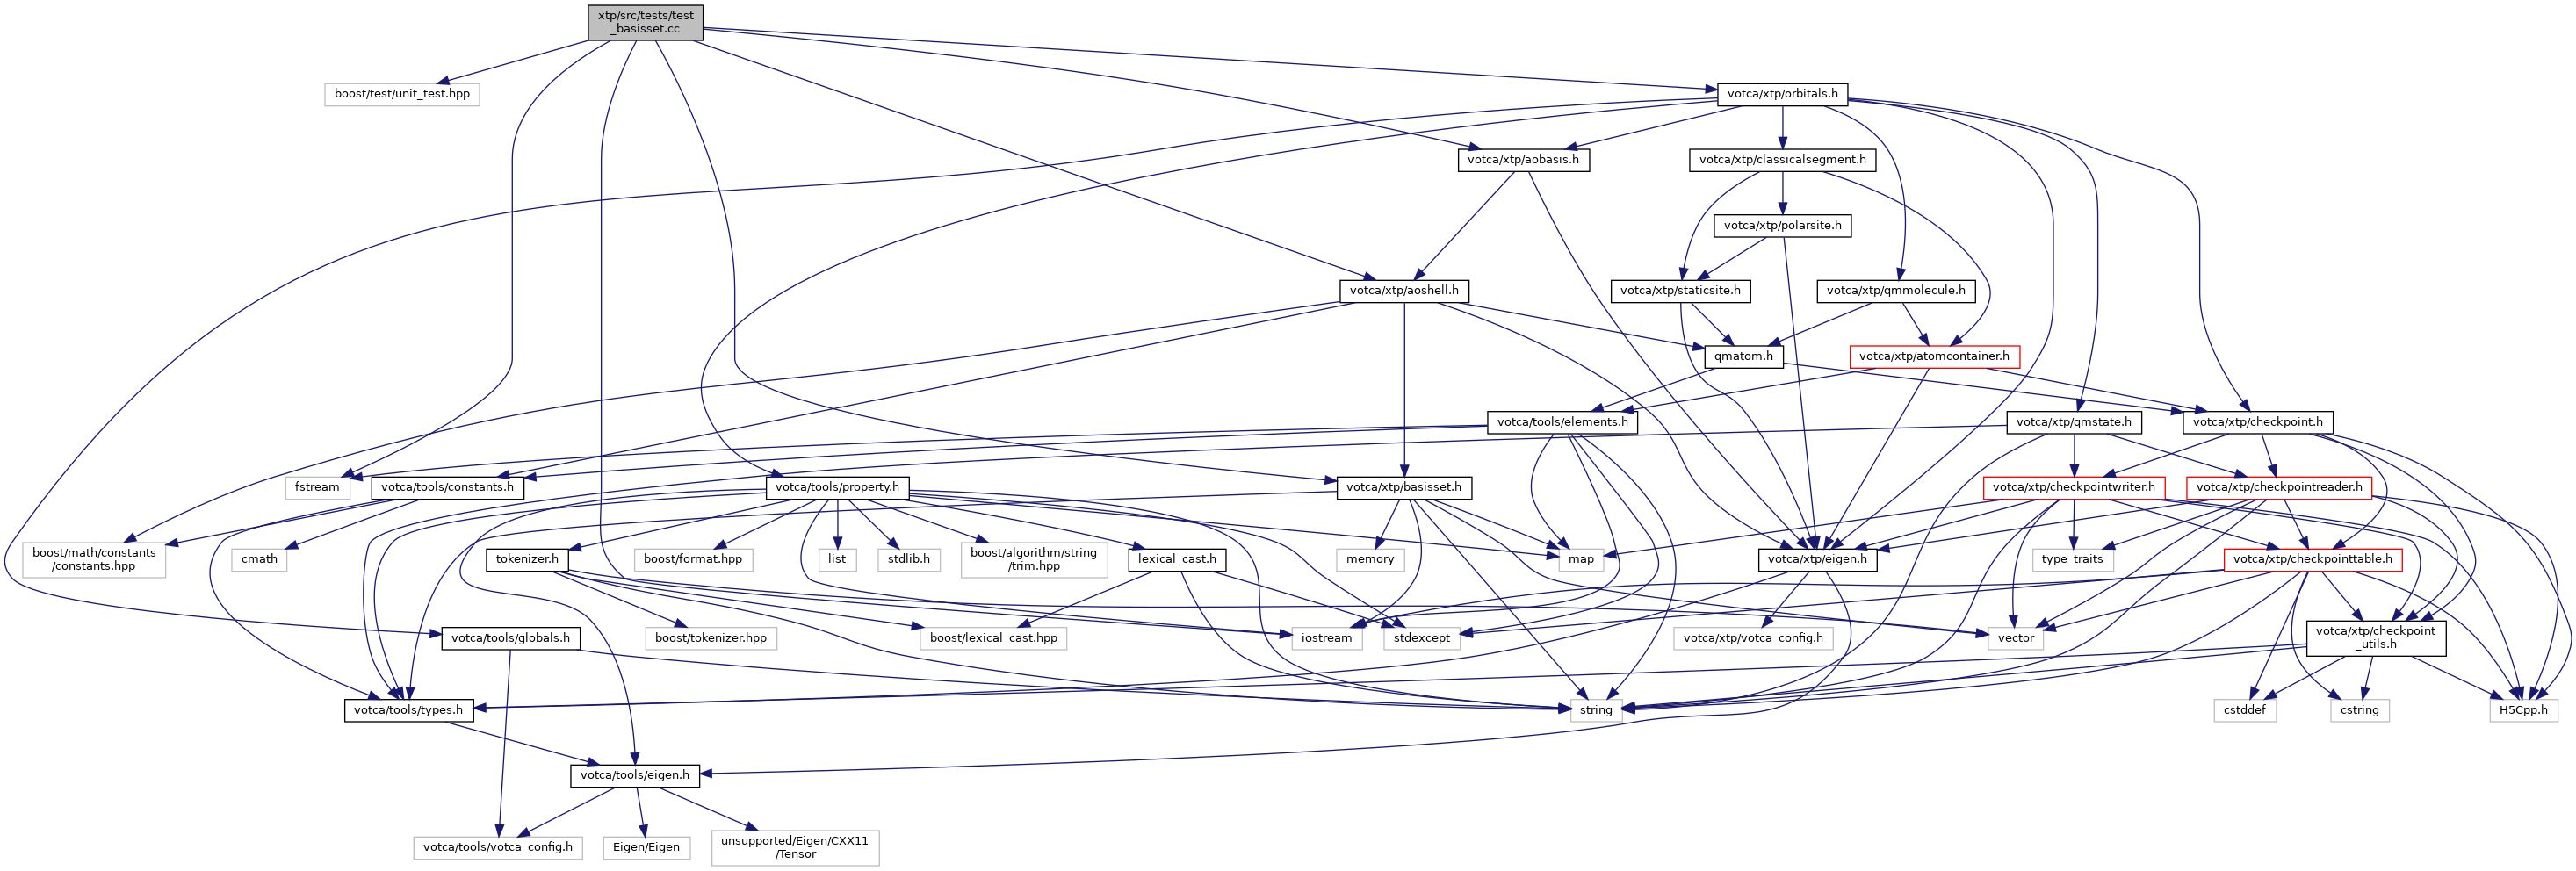 xtp/src/tests/test
_basisset.cc
boost/test/unit_test.hpp
votca/xtp/orbitals.h
votca/xtp/aobasis.h
votca/xtp/classicalsegment.h
votca/xtp/polarsite.h
votca/xtp/aoshell.h
votca/xtp/staticsite.h
votca/xtp/qmmolecule.h
qmatom.h
votca/xtp/atomcontainer.h
votca/tools/elements.h
votca/xtp/qmstate.h
votca/xtp/checkpoint.h
fstream
votca/tools/constants.h
votca/tools/property.h
votca/xtp/basisset.h
votca/xtp/checkpointwriter.h
votca/xtp/checkpointreader.h
boost/math/constants
/constants.hpp
cmath
tokenizer.h
boost/format.hpp
list
stdlib.h
boost/algorithm/string
/trim.hpp
lexical_cast.h
memory
map
votca/xtp/eigen.h
type_traits
votca/xtp/checkpointtable.h
votca/tools/globals.h
boost/tokenizer.hpp
boost/lexical_cast.hpp
iostream
stdexcept
votca/xtp/votca_config.h
vector
votca/xtp/checkpoint
_utils.h
votca/tools/types.h
string
cstddef
cstring
H5Cpp.h
votca/tools/eigen.h
votca/tools/votca_config.h
Eigen/Eigen
unsupported/Eigen/CXX11
/Tensor